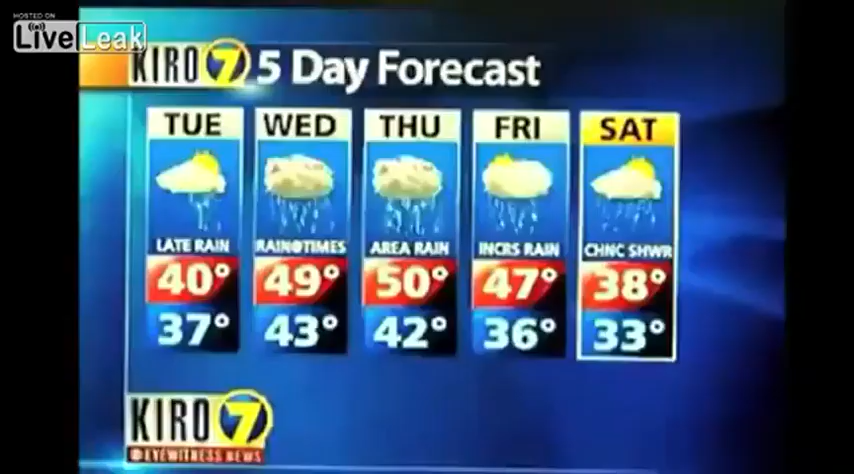 HOSTED ON
LiveLeak
KIRO 7 5 Day Forecast
TUE WED THU FRI SAT
LATE RAIN RAIN@TIMES AREA RAIN INCRS RAIN CHNC SHWR
40° 49° 50° 47° 38°
37° 43° 42° 36° 33°
KIRO 7
EYEWITNESS NEWS